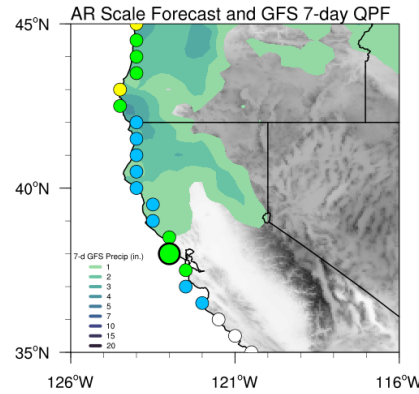 AR Scale Forecast and GFS 7-day QPF
45°N
40°N
7-d GFS Precip (in.)
1
2
3
4
5
7
10
15
20
35°N
126°W
121°W
116°W